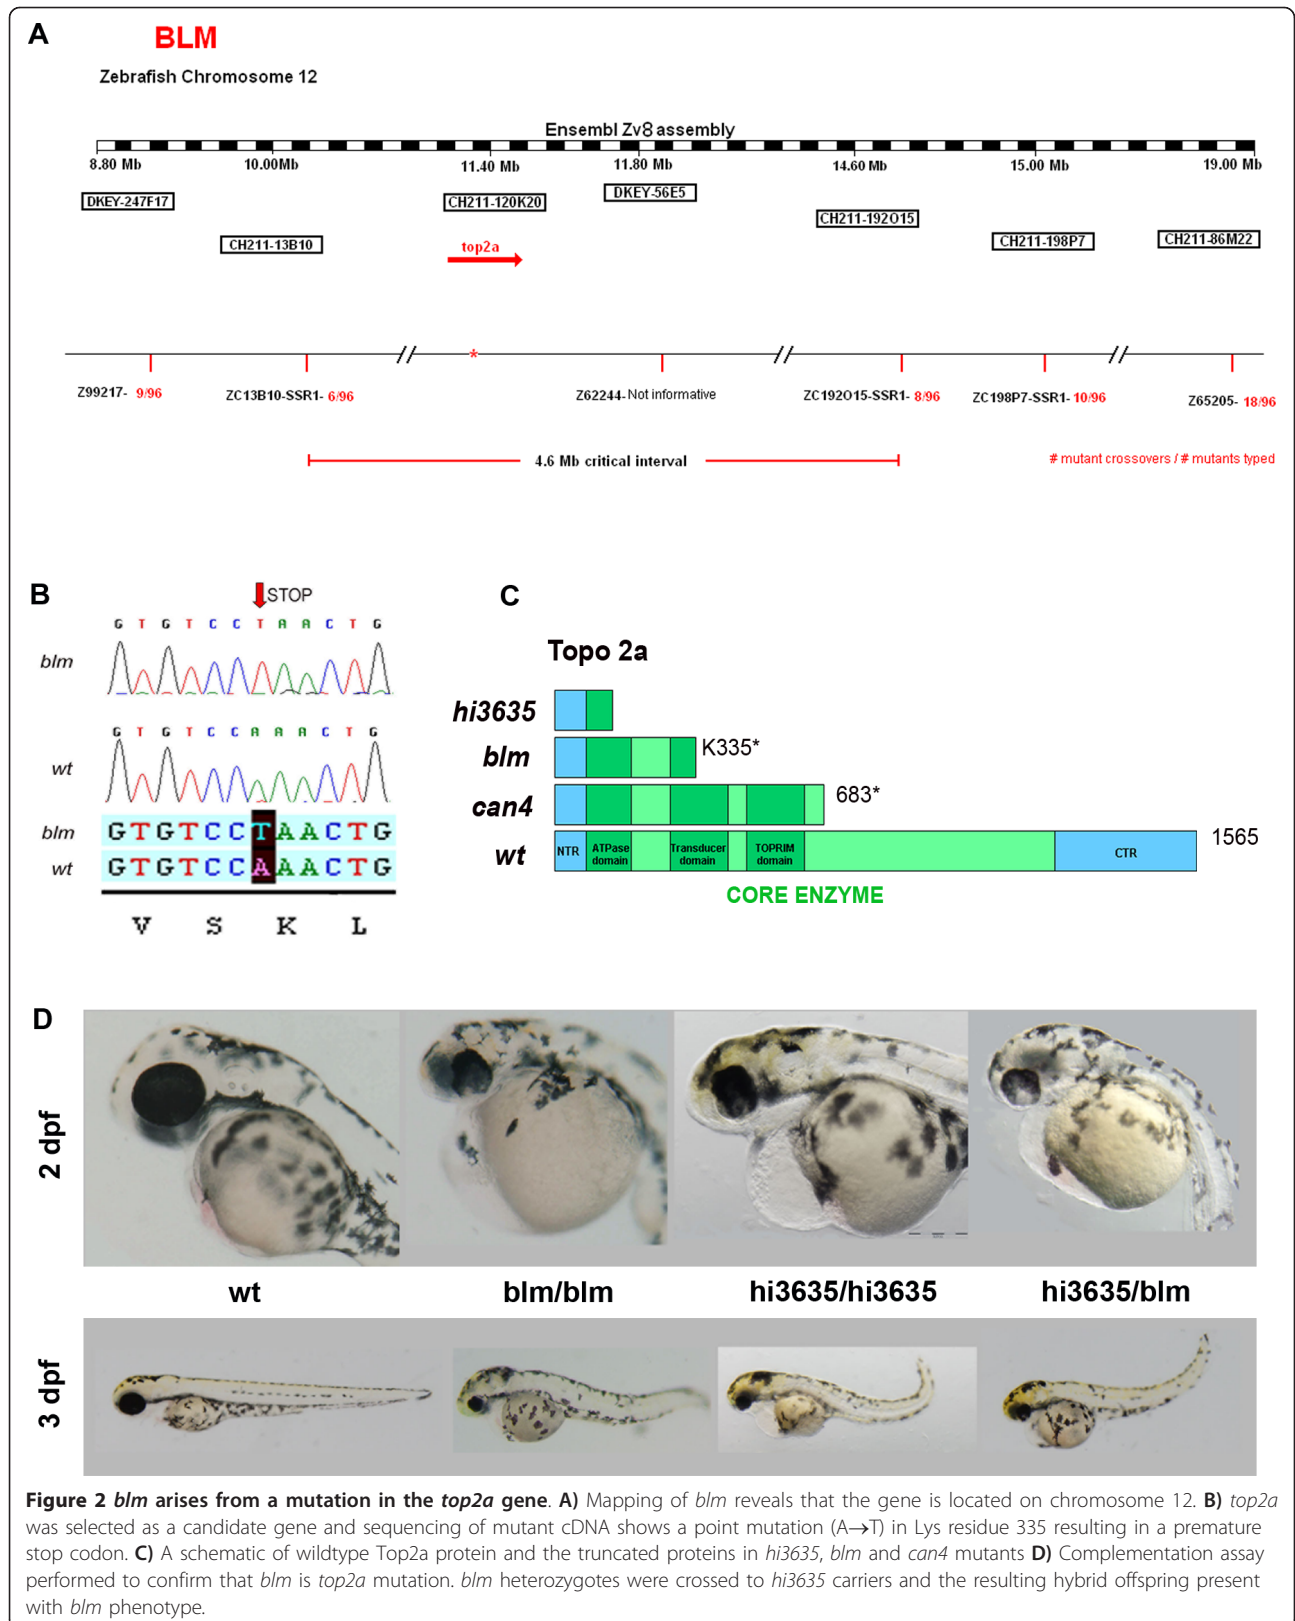 A
BLM
Zebrafish Chromosome 12
Ensembl Zv8 assembly
8.80 Mb 10.00Mb 11.40 Mb 11.80 Mb 14.60 Mb 15.00 Mb 19.00 Mb
DKEY-247F17 CH211-120K20 DKEY-56E5
CH211-192O15
CH211-13B10 CH211-198P7 CH211-86M22
top2a
// * // //
Z99217- 9/96 ZC13B10-SSR1- 6/96 Z62244- Not informative ZC192O15-SSR1- 8/96 ZC198P7-SSR1- 10/96 Z65205- 18/96
4.6 Mb critical interval
# mutant crossovers / # mutants typed
B
STOP
G T G T C C T A A C T G
blm
G T G T C C A A A C T G
wt
blm GTGTCCTAACTG
wt GTGTCCAAACTG
V S K L
C
Topo 2a
hi3635
blm K335*
can4 683*
wt NTR ATPase domain Transducer domain TOPRIM domain CTR 1565
CORE ENZYME
D
2 dpf
wt blm/blm hi3635/hi3635 hi3635/blm
3 dpf
Figure 2 blm arises from a mutation in the top2a gene. A) Mapping of blm reveals that the gene is located on chromosome 12. B) top2a
was selected as a candidate gene and sequencing of mutant cDNA shows a point mutation (A→T) in Lys residue 335 resulting in a premature
stop codon. C) A schematic of wildtype Top2a protein and the truncated proteins in hi3635, blm and can4 mutants D) Complementation assay
performed to confirm that blm is top2a mutation. blm heterozygotes were crossed to hi3635 carriers and the resulting hybrid offspring present
with blm phenotype.